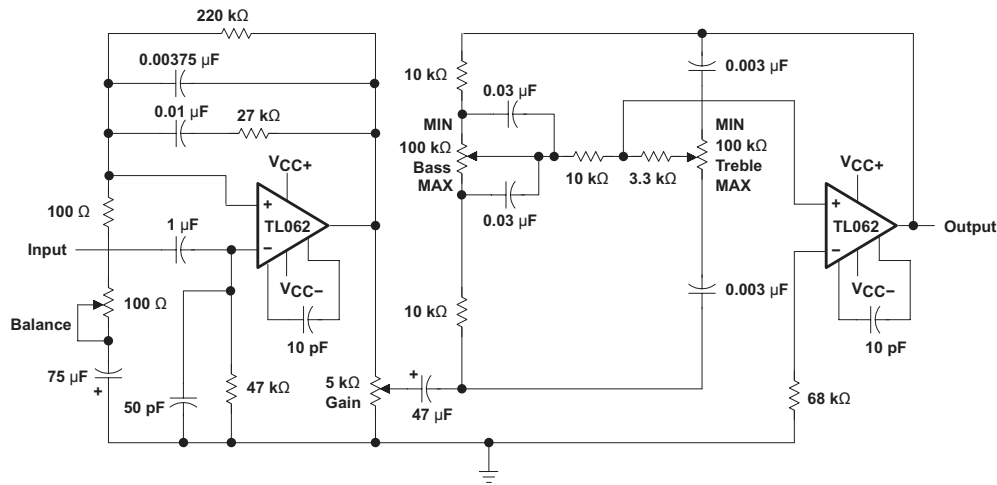 220 kΩ
0.00375 µF
0.01 µF
27 kΩ
100 Ω
VCC+
+
TL062
−
VCC−
10 pF
1 µF
Input
100 Ω
Balance
75 µF
+
50 pF
47 kΩ
5 kΩ
Gain
+
47 µF
10 kΩ
0.03 µF
MIN
100 kΩ
Bass
MAX
0.03 µF
10 kΩ
10 kΩ
3.3 kΩ
0.003 µF
MIN
100 kΩ
Treble
MAX
0.003 µF
VCC+
+
TL062
−
VCC−
10 pF
Output
68 kΩ